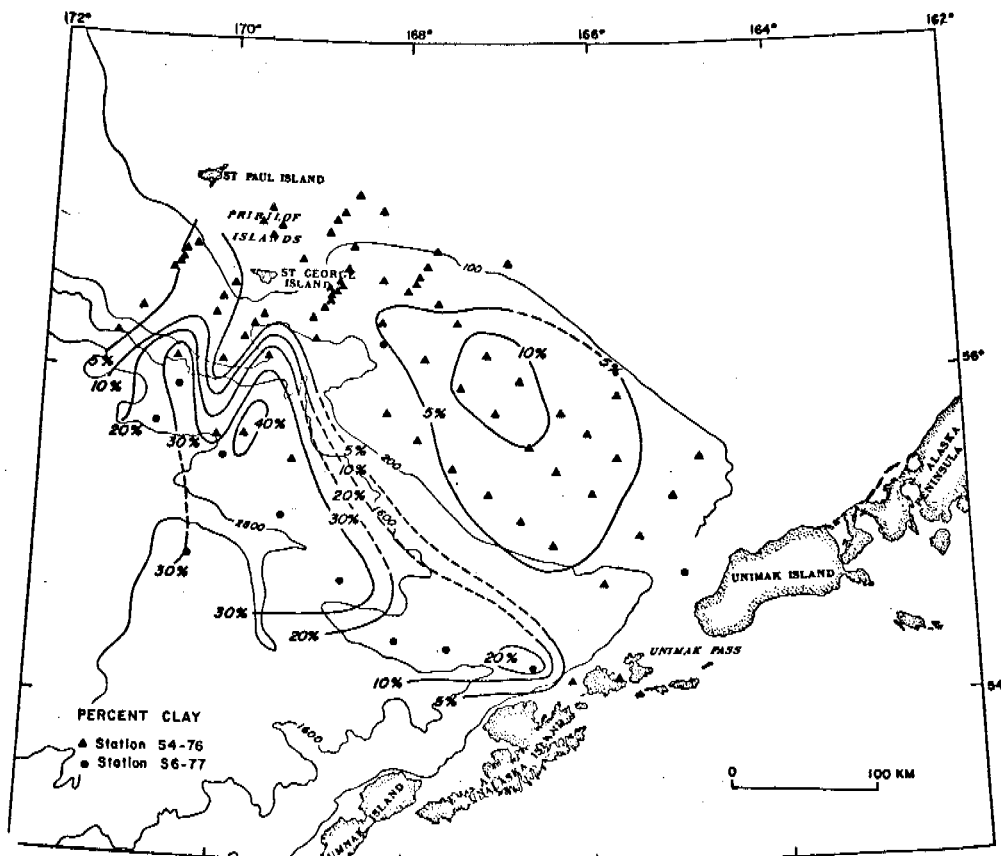 172°
170°
168°
166°
164°
162°
ST PAUL ISLAND
PRIBILOF
ISLANDS
ST GEORGE
ISLAND
100
10%
5%
56°
5%
10%
5%
20%
30%
40%
5%
10%
200
20%
30%
1600
2800
ALASKA
PENINSULA
30%
UNIMAK ISLAND
30%
20%
UNIMAK PASS
20%
10%
5%
54
PERCENT CLAY
Station S4-76
Station S6-77
1600
UNALASKA ISLAND
0 100 KM
UMNAK ISLAND